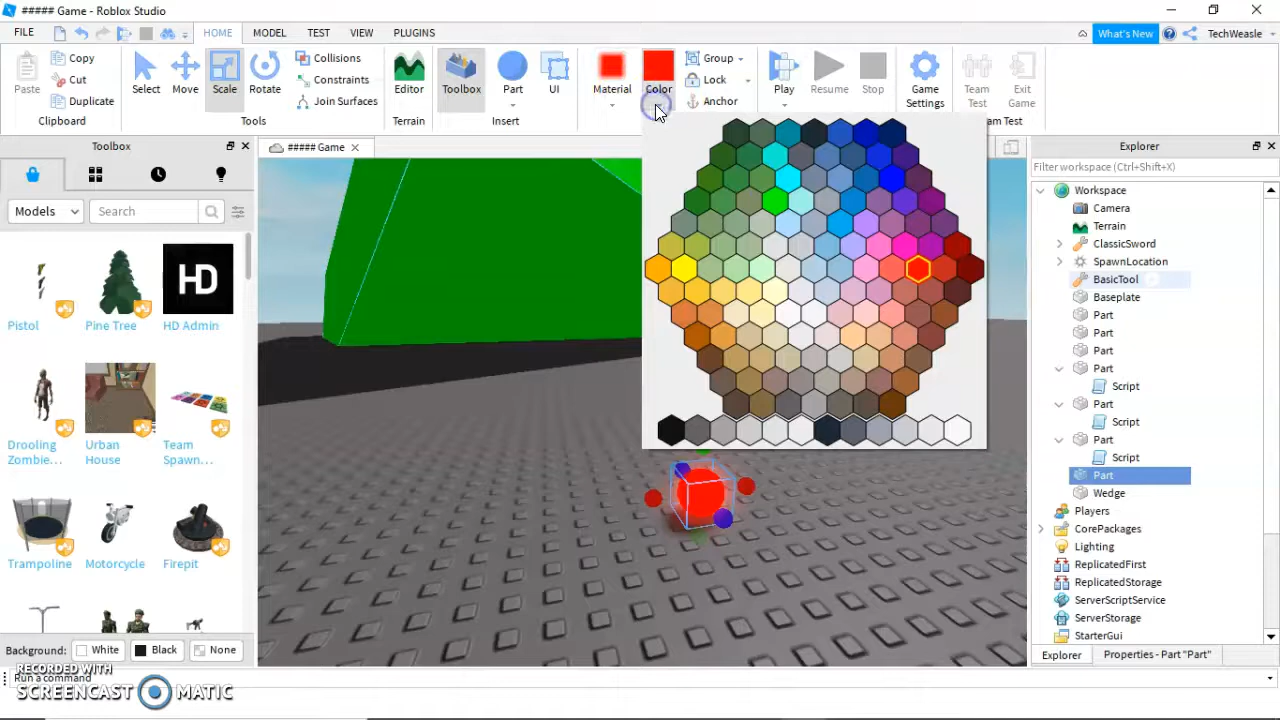 ##### Game - Roblox Studio
FILE
HOME
MODEL
TEST
VIEW
PLUGINS
What's New
TechWeasle
Paste
Copy
Cut
Duplicate
Clipboard
Select
Move
Scale
Rotate
Collisions
Constraints
Join Surfaces
Tools
Editor
Terrain
Toolbox
Part
UI
Insert
Material
Color
Group
Lock
Anchor
Play
Resume
Stop
Game
Settings
Team
Test
Exit
Game
am Test
Toolbox
Models
Search
Pistol
Pine Tree
HD
HD Admin
Drooling
Zombie...
Urban
House
Team
Spawn...
Trampoline
Motorcycle
Firepit
Background:
White
Black
None
##### Game
Explorer
Filter workspace (Ctrl+Shift+X)
Workspace
Camera
Terrain
ClassicSword
SpawnLocation
BasicTool
Baseplate
Part
Part
Part
Part
Script
Part
Script
Part
Script
Part
Wedge
Players
CorePackages
Lighting
ReplicatedFirst
ReplicatedStorage
ServerScriptService
ServerStorage
StarterGui
Explorer
Properties - Part "Part"
Run a command
RECORDED WITH
SCREENCAST MATIC